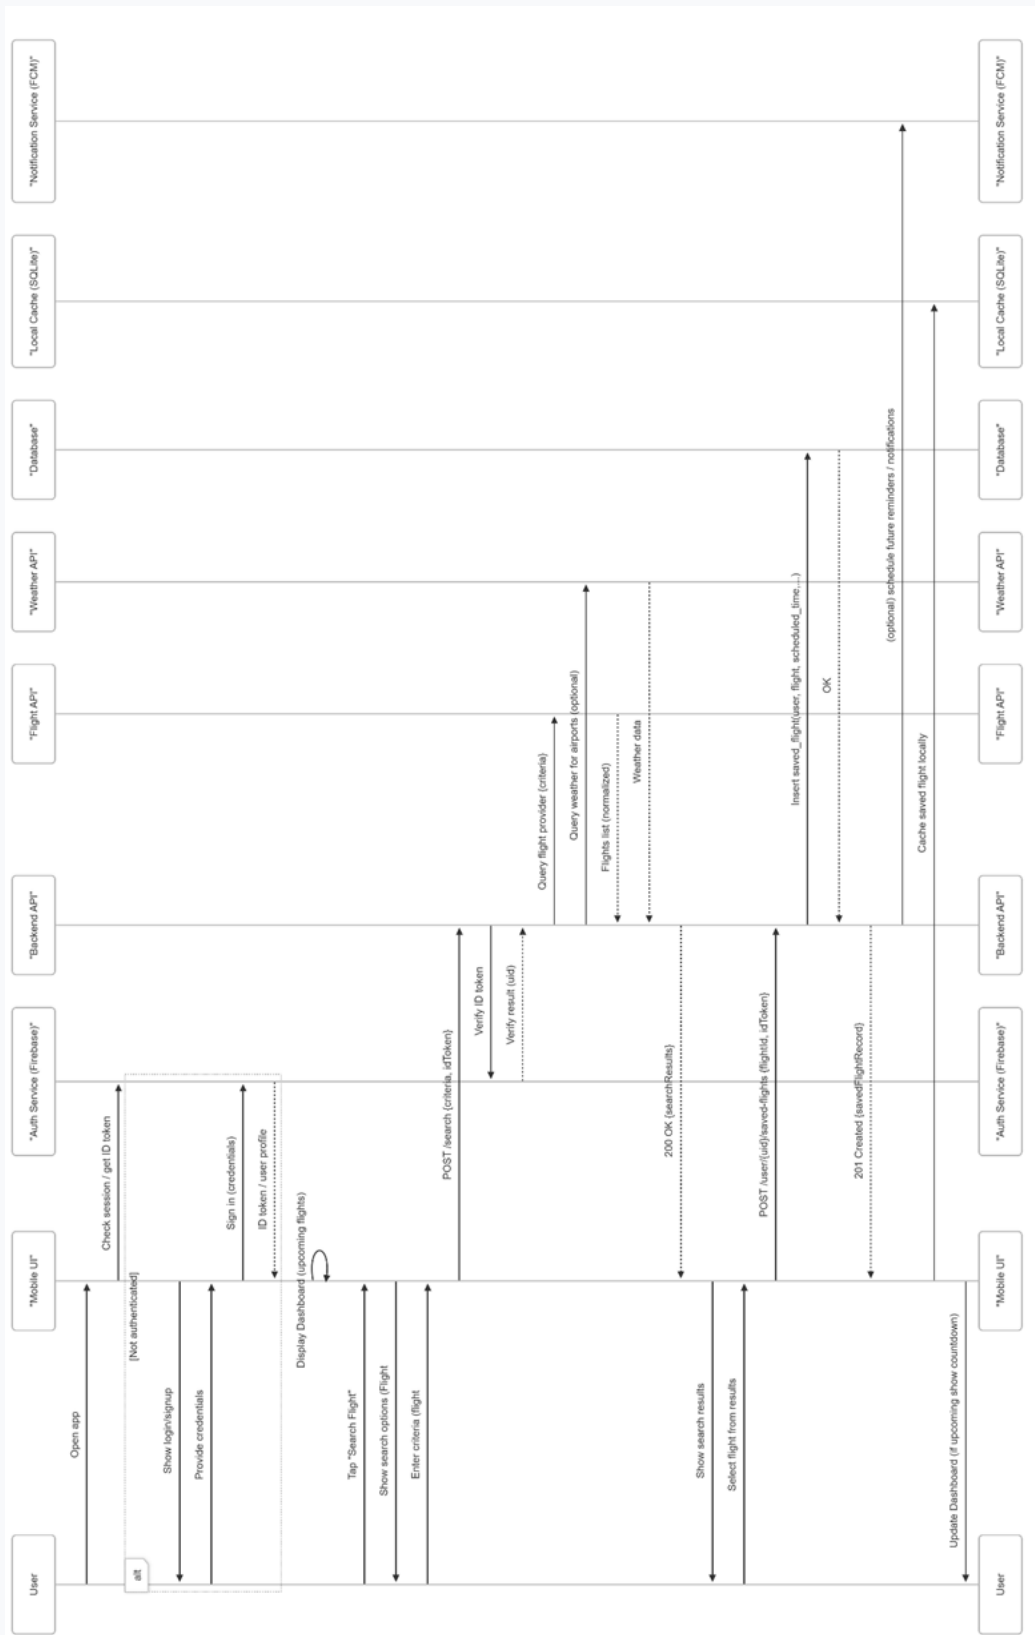 User
"Mobile UI"
"Auth Service (Firebase)"
"Backend API"
"Flight API"
"Weather API"
"Database"
"Local Cache (SQLite)"
"Notification Service (FCM)"
Open app
Check session / get ID token
alt
[Not authenticated]
Show login/signup
Provide credentials
Sign in (credentials)
ID token / user profile
Display Dashboard (upcoming flights)
Tap "Search Flight"
Show search options (Flight
Enter criteria (flight
POST /search {criteria, idToken}
Verify ID token
Verify result (uid)
Query flight provider {criteria}
Query weather for airports (optional)
Flights list (normalized)
Weather data
200 OK {searchResults}
Show search results
Select flight from results
POST /user/{uid}/saved-flights {flightId, idToken}
Insert saved_flight(user, flight, scheduled_time,...)
OK
201 Created {savedFlightRecord}
(optional) schedule future reminders / notifications
Cache saved flight locally
Update Dashboard (if upcoming show countdown)
User
"Mobile UI"
"Auth Service (Firebase)"
"Backend API"
"Flight API"
"Weather API"
"Database"
"Local Cache (SQLite)"
"Notification Service (FCM)"